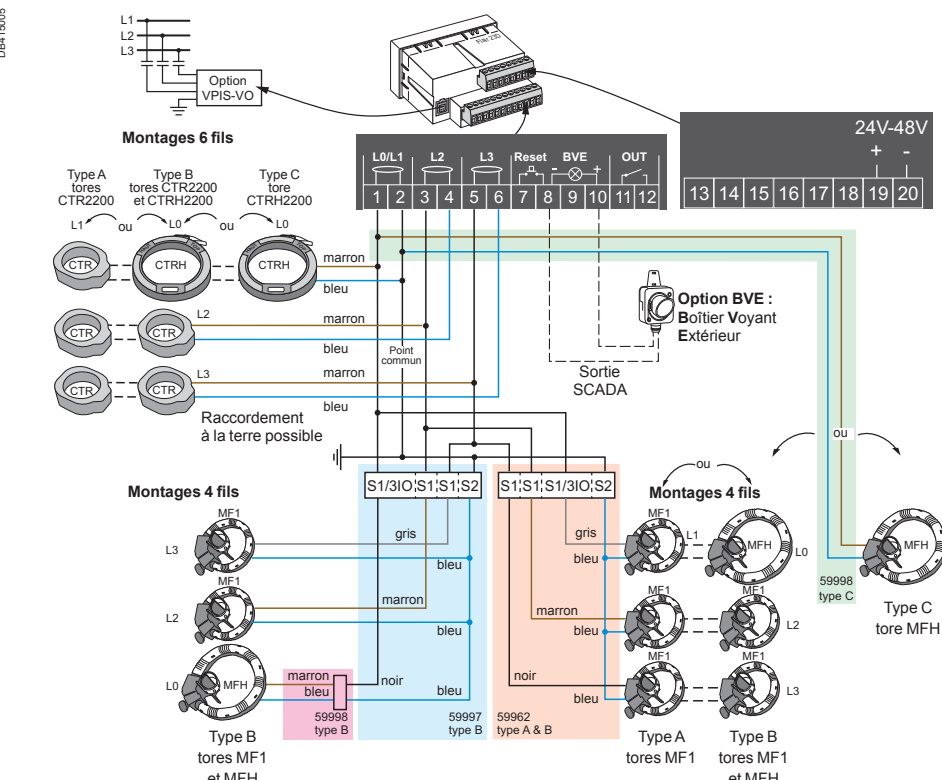 DB415005
L1
L2
L3
Option
VPIS-VO
Flair 23D
Montages 6 fils
24V-48V
+ -
L0/L1 L2 L3 Reset BVE OUT
- +
1 2 3 4 5 6 7 8 9 10 11 12
13 14 15 16 17 18 19 20
Type A
tores
CTR2200
Type B
tores CTR2200
et CTRH2200
Type C
tore
CTRH2200
L1 ou L0 ou L0
CTR CTRH CTRH
marron
bleu
L2
CTR CTR
marron
bleu
Point
commun
L3
CTR CTR
marron
bleu
Option BVE :
Boîtier Voyant
Extérieur
Sortie
SCADA
Raccordement
à la terre possible
ou
ou
S1/3IO S1 S1 S2
S1 S1 S1/3IO S2
Montages 4 fils
Montages 4 fils
MF1
L3
gris
bleu
MF1
L2
marron
bleu
L0
MFH
marron
bleu
noir
bleu
59998
type B
59997
type B
59962
type A & B
gris
bleu
MF1
L1
MFH
L0
marron
bleu
MF1
MF1
L2
noir
bleu
MF1
MF1
L3
59998
type C
MFH
Type C
tore MFH
Type B
tores MF1
et MFH
Type A
tores MF1
Type B
tores MF1
et MFH